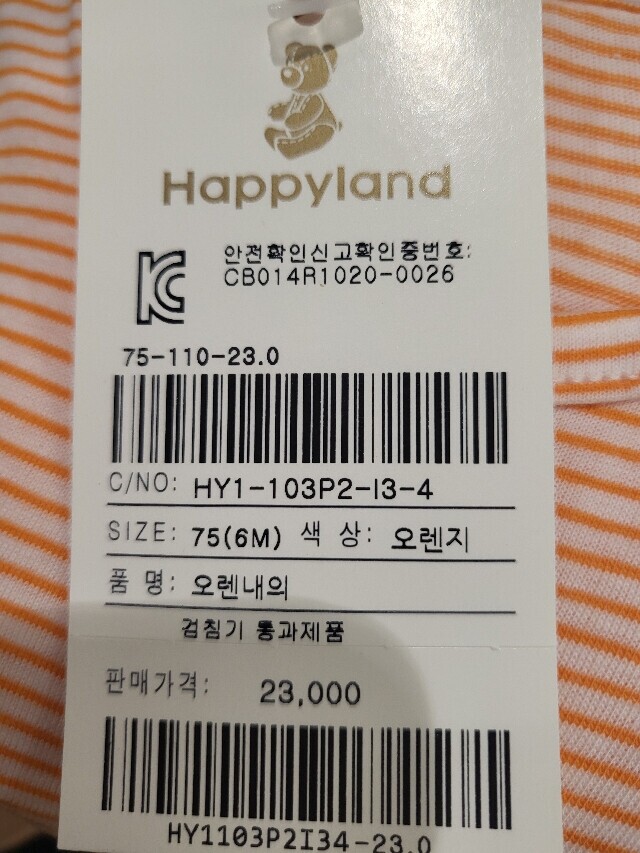 Happyland
안전확인신고확인증번호:
CB014R1020-0026
75-110-23.0
C/NO: HY1-103P2-I3-4
SIZE: 75(6M) 색 상: 오렌지
품 명: 오렌내의
검침기 통과제품
판매가격: 23,000
HY1103P2I34-23.0